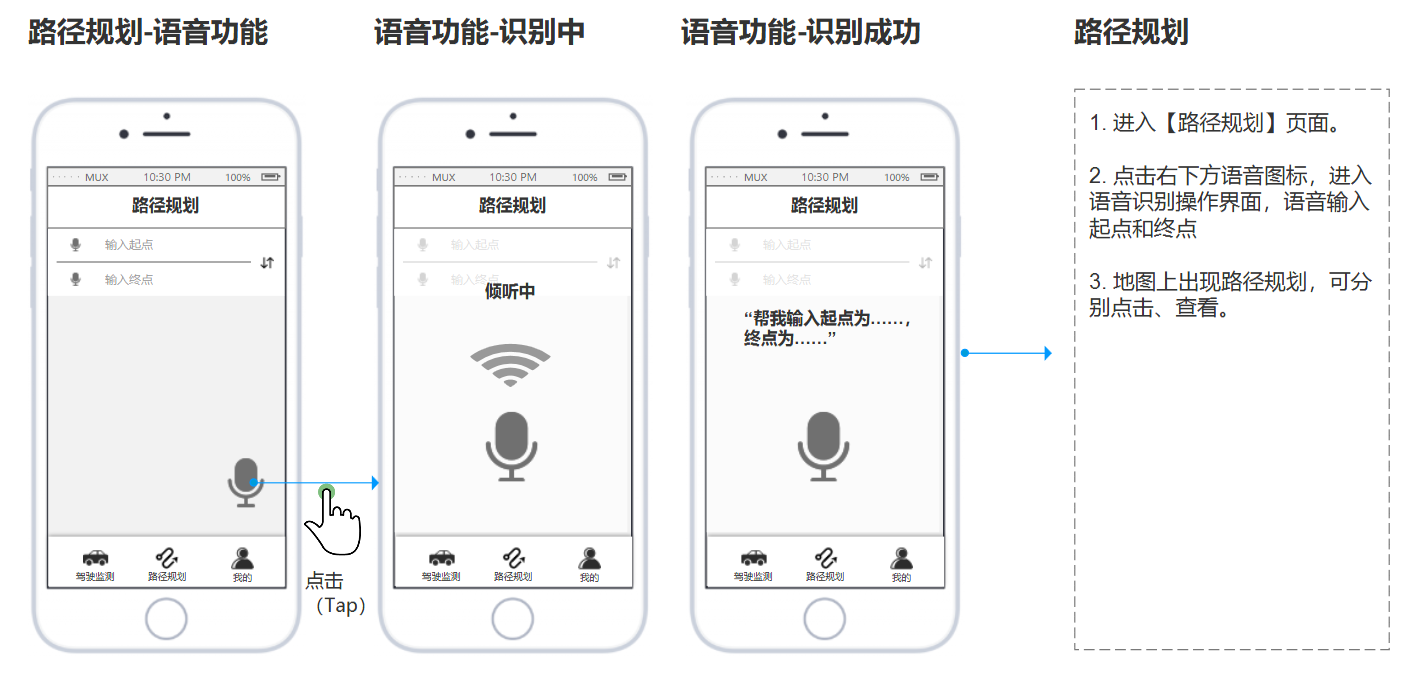 路径规划-语音功能
语音功能-识别中
语音功能-识别成功
路径规划
MUX 10:30 PM 100%
路径规划
输入起点
输入终点
驾驶监测 路径规划 我的
点击
（Tap）
MUX 10:30 PM 100%
路径规划
输入起点
输入终点
倾听中
驾驶监测 路径规划 我的
MUX 10:30 PM 100%
路径规划
输入起点
输入终点
“帮我输入起点为……，
终点为……”
驾驶监测 路径规划 我的
1. 进入【路径规划】页面。
2. 点击右下方语音图标，进入
语音识别操作界面，语音输入
起点和终点
3. 地图上出现路径规划，可分
别点击、查看。